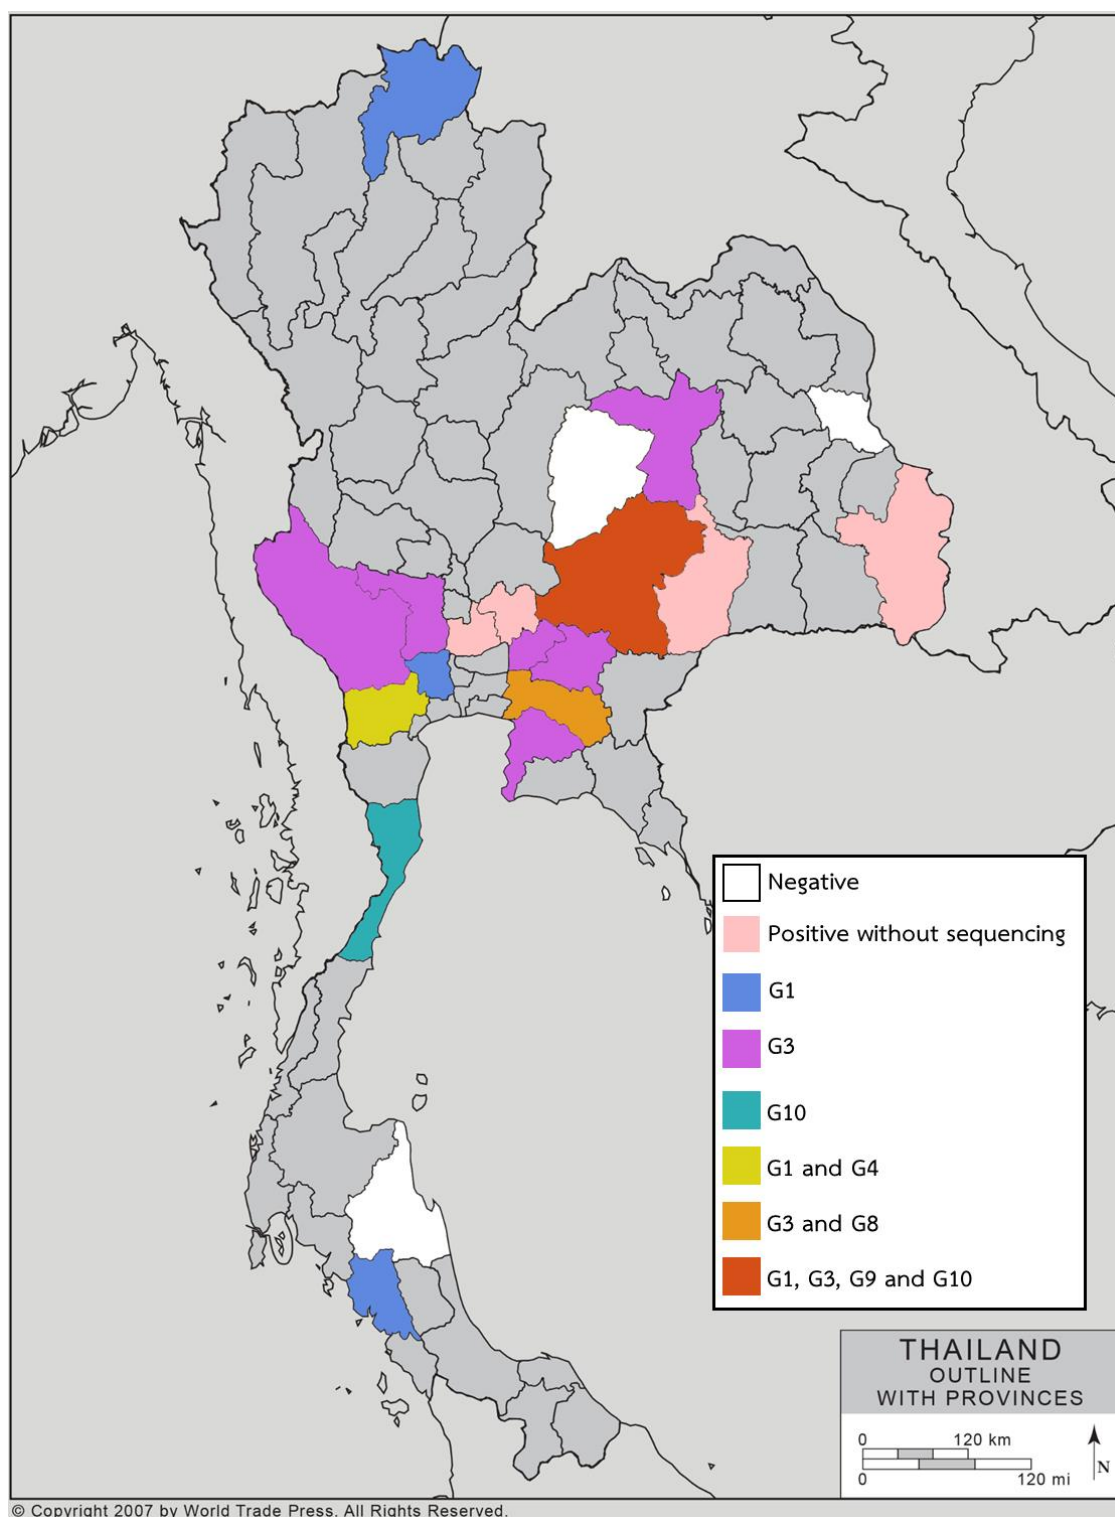 Negative
Positive without sequencing
G1
G3
G10
G1 and G4
G3 and G8
G1, G3, G9 and G10
THAILAND
OUTLINE
WITH PROVINCES
0 120 km
0 120 mi
N
© Copyright 2007 by World Trade Press. All Rights Reserved.